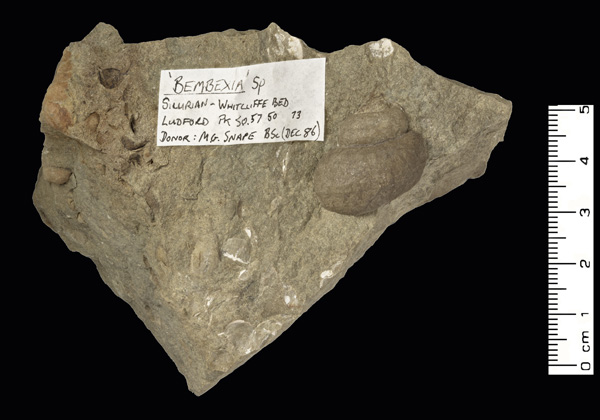 'BEMBEXIA' Sp
SILURIAN - WHITCLIFFE BED
LUDFORD PK 50.57 50 73
DONOR: M.G. SNAPE BSc (DEC 86)
5
4
3
2
1
0 cm